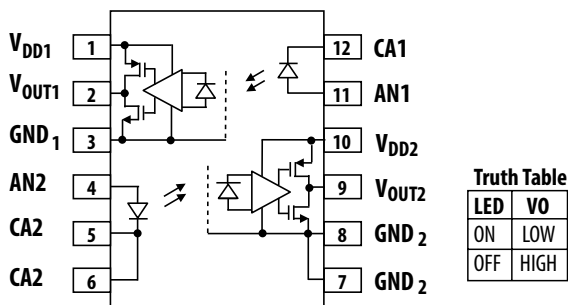 VDD1 1
VOUT1 2
GND1 3
AN2 4
CA2 5
CA2 6
12 CA1
11 AN1
10 VDD2
9 VOUT2
8 GND2
7 GND2
Truth Table
LED VO
ON LOW
OFF HIGH